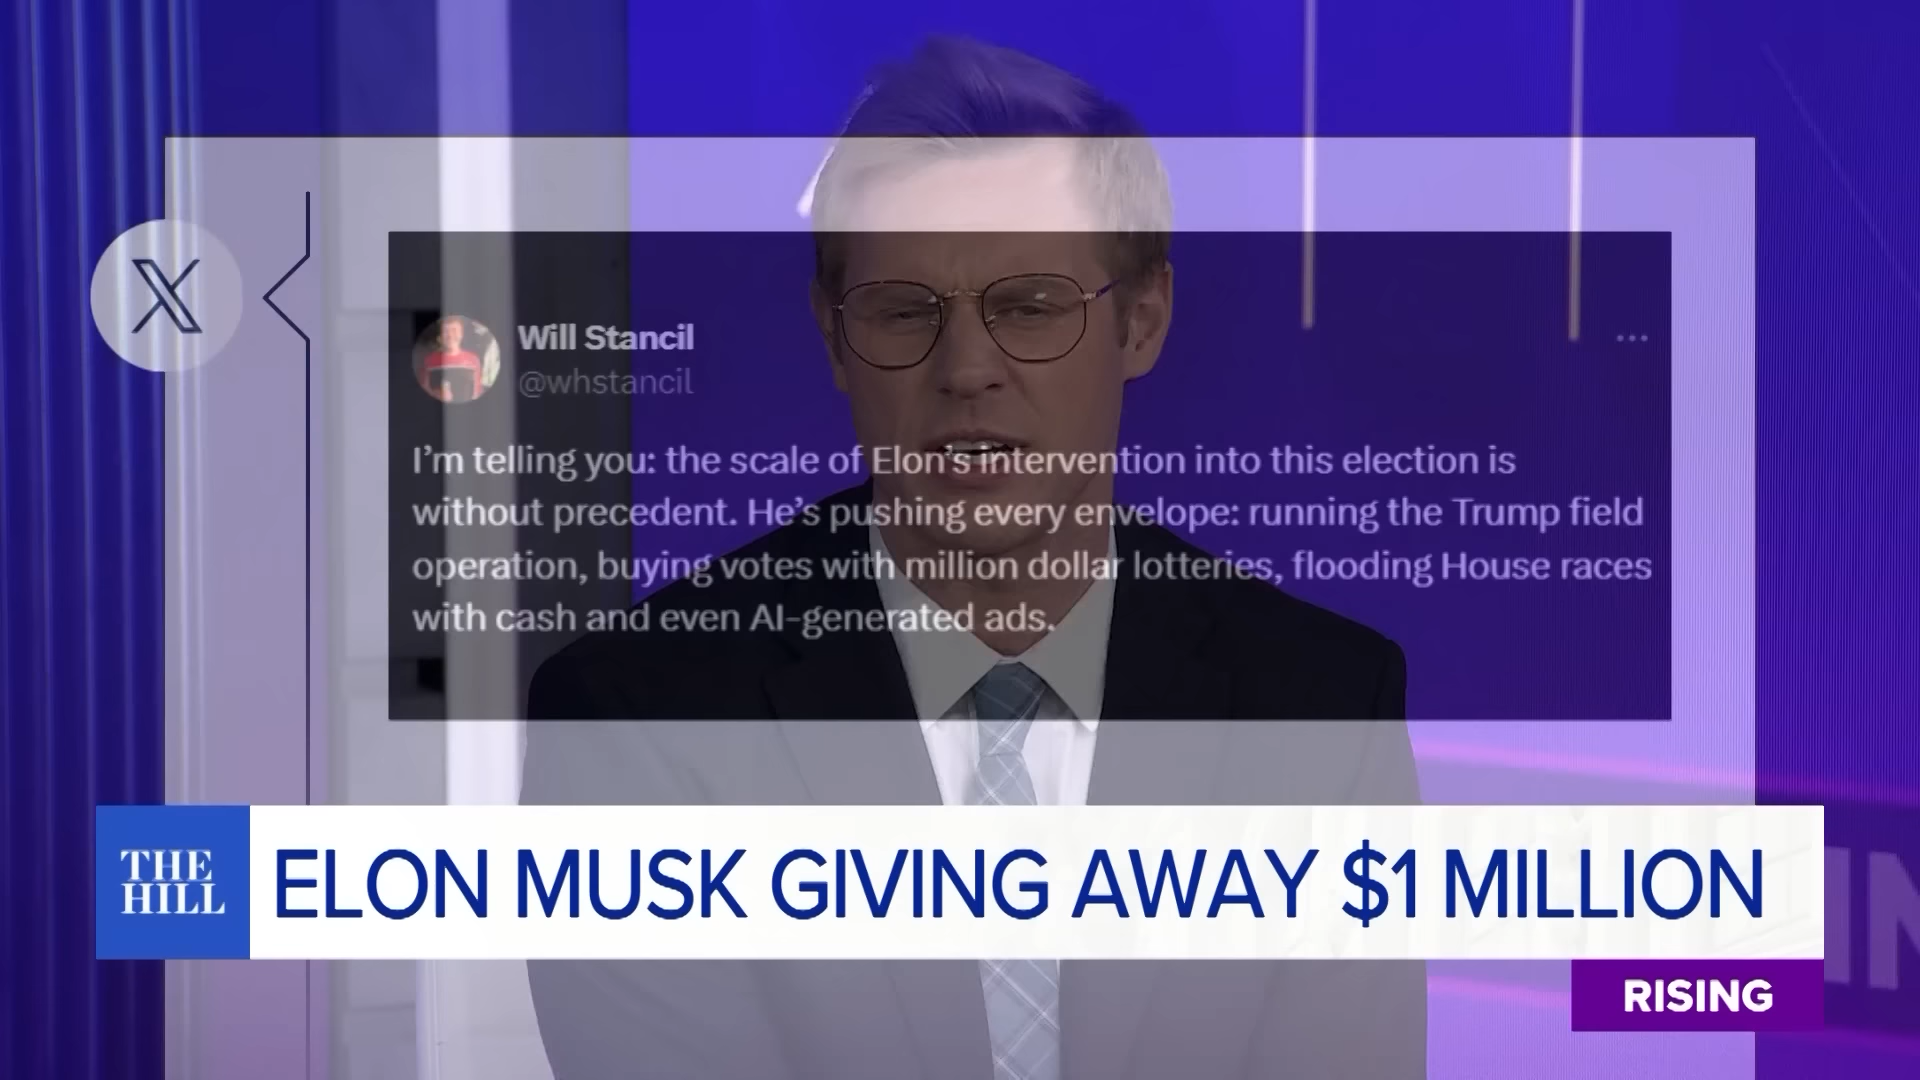 X
Will Stancil
@whstancil
I'm telling you: the scale of Elon's intervention into this election is
without precedent. He's pushing every envelope: running the Trump field
operation, buying votes with million dollar lotteries, flooding House races
with cash and even AI-generated ads.
THE
HILL
ELON MUSK GIVING AWAY $1 MILLION
RISING
IN